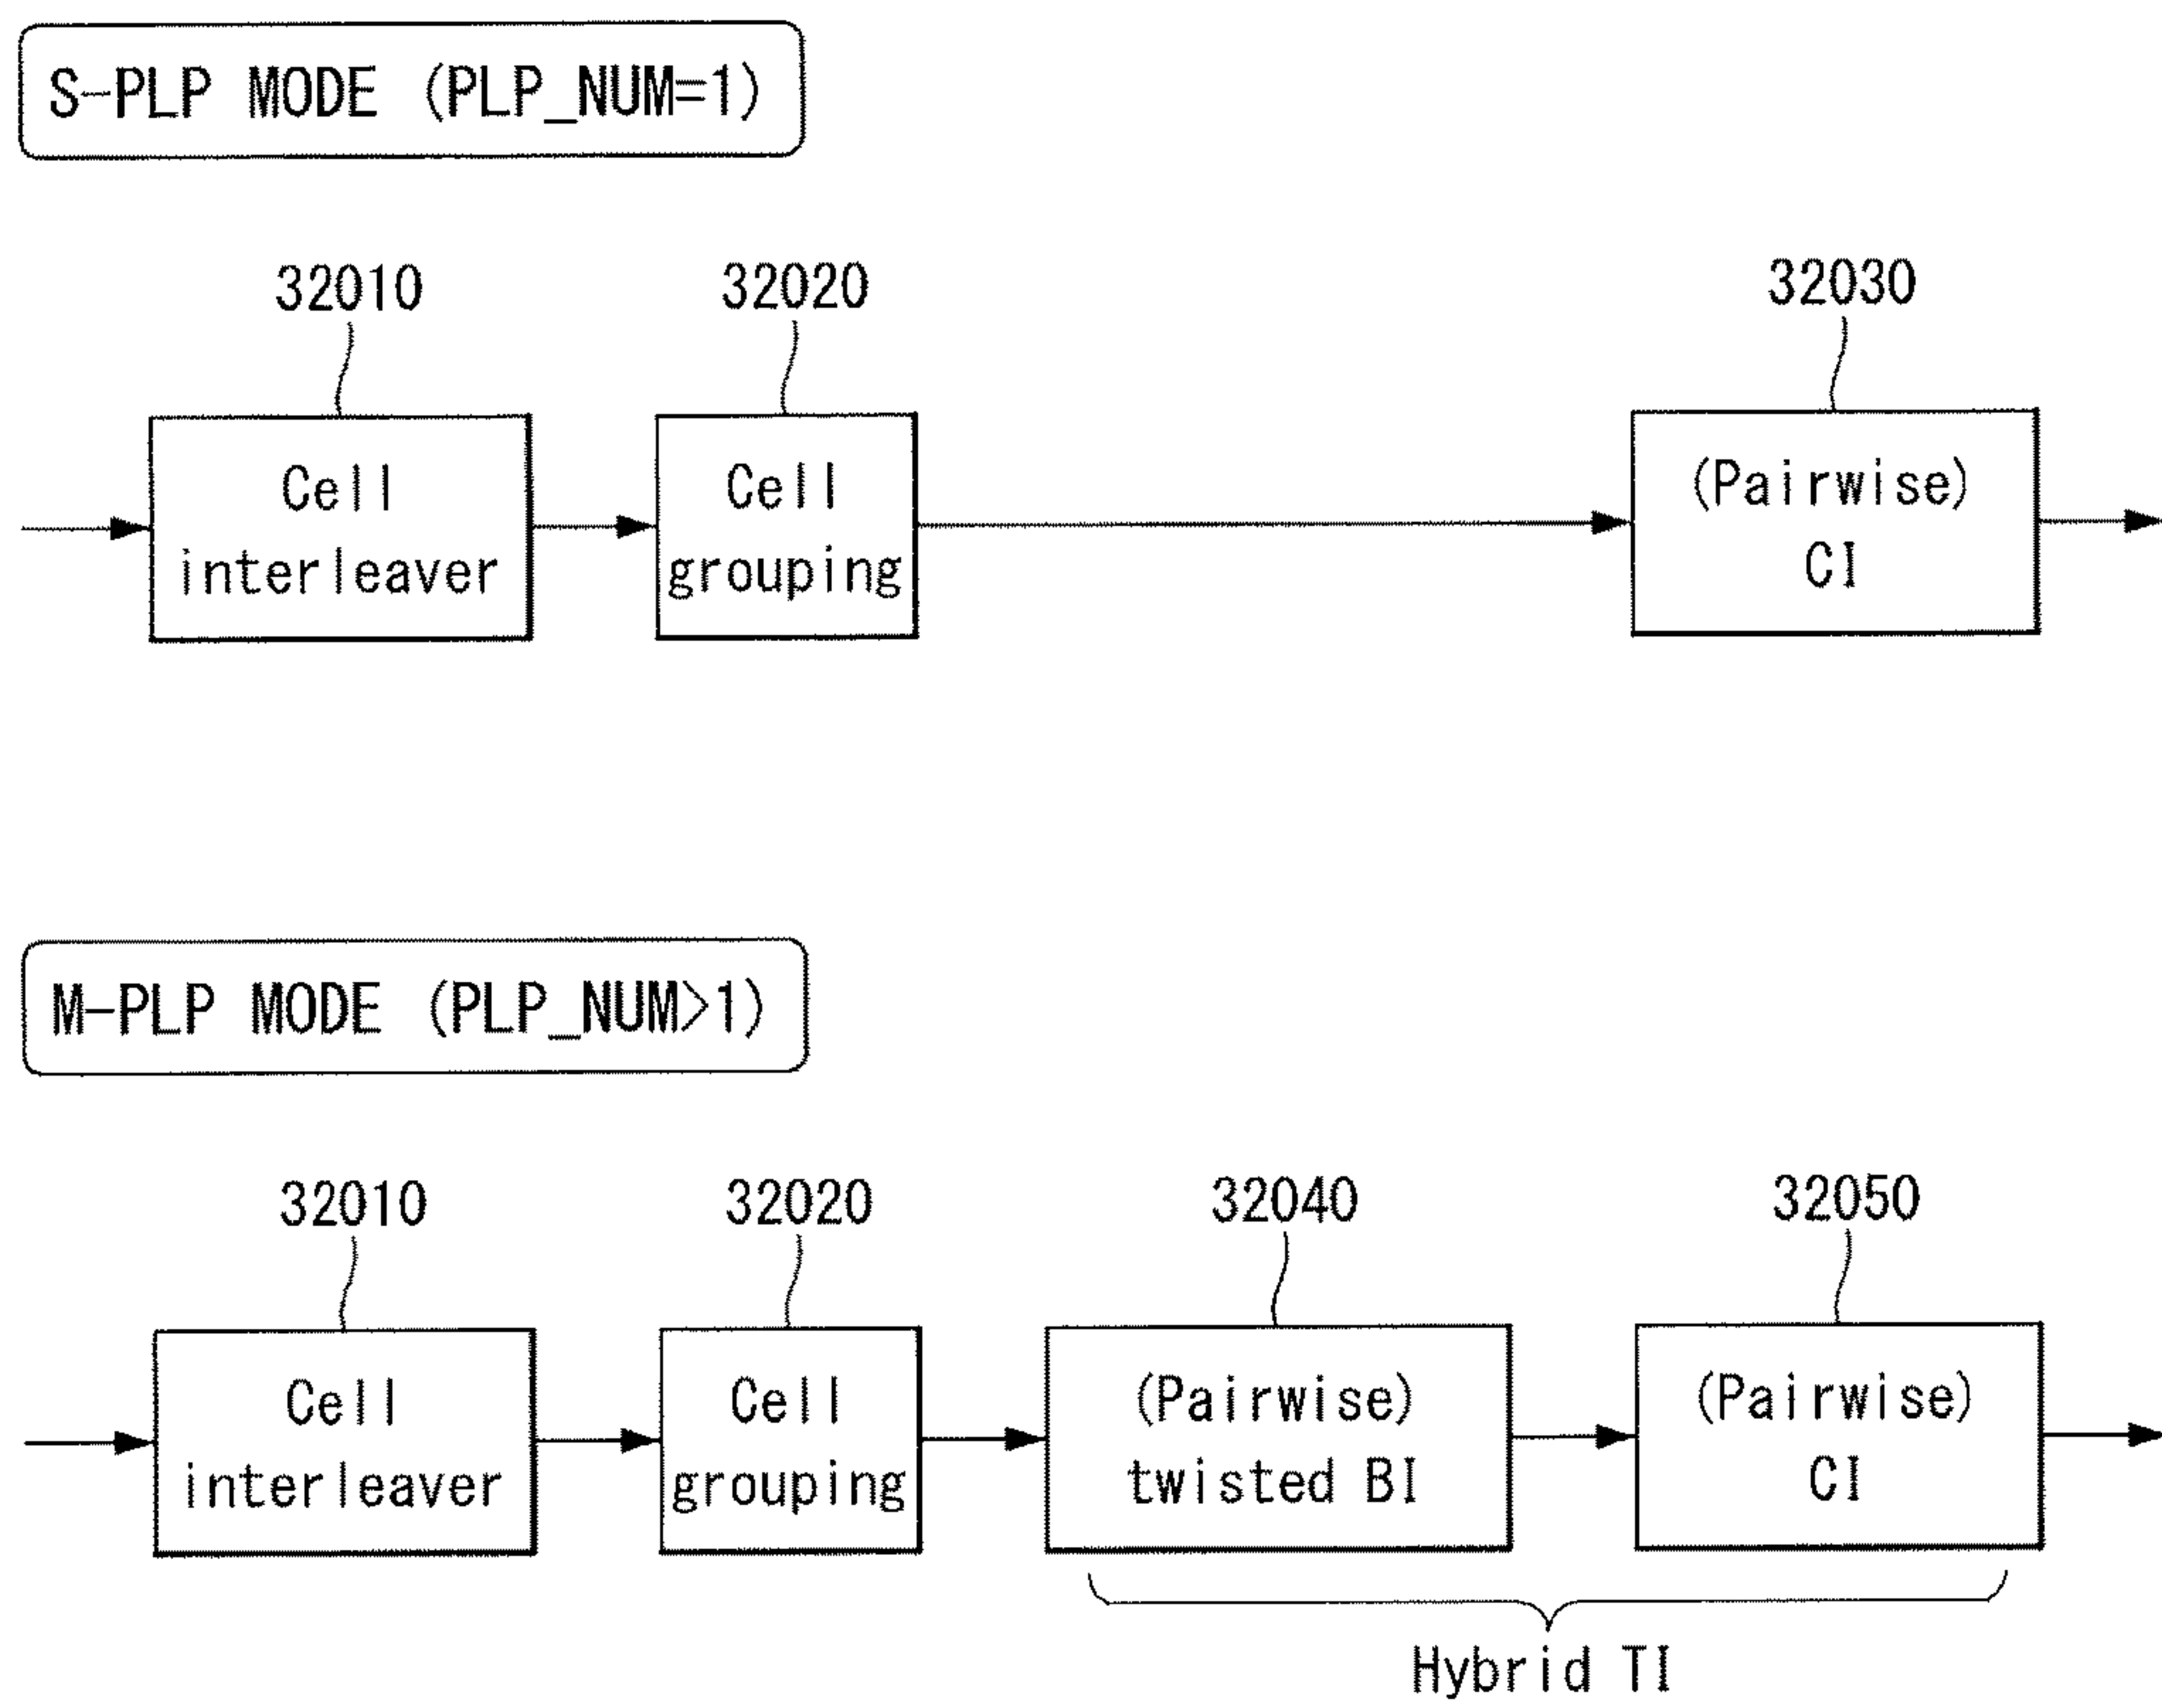 S-PLP MODE (PLP_NUM=1)
32010
32020
32030
Cell
interleaver
Cell
grouping
(Pairwise)
CI
M-PLP MODE (PLP_NUM>1)
32010
32020
32040
32050
Cell
interleaver
Cell
grouping
(Pairwise)
twisted BI
(Pairwise)
CI
Hybrid TI